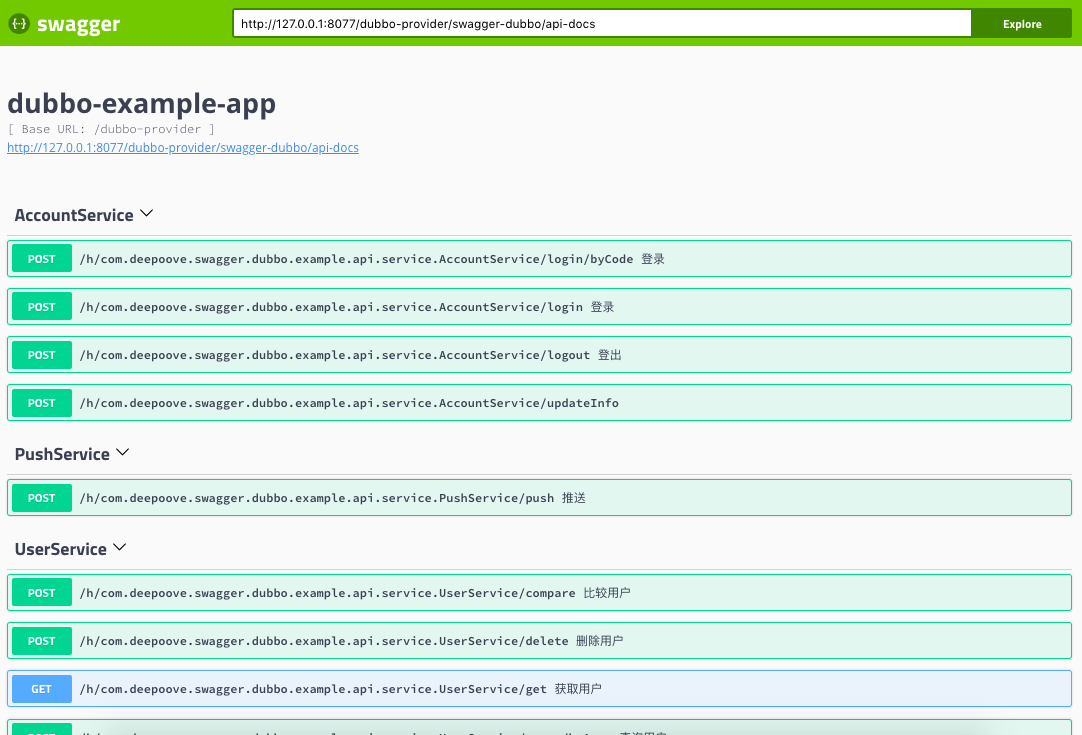 {···} swagger
http://127.0.0.1:8077/dubbo-provider/swagger-dubbo/api-docs
Explore
dubbo-example-app
[ Base URL: /dubbo-provider ]
http://127.0.0.1:8077/dubbo-provider/swagger-dubbo/api-docs
AccountService
POST /h/com.deepoove.swagger.dubbo.example.api.service.AccountService/login/byCode 登录
POST /h/com.deepoove.swagger.dubbo.example.api.service.AccountService/login 登录
POST /h/com.deepoove.swagger.dubbo.example.api.service.AccountService/logout 登出
POST /h/com.deepoove.swagger.dubbo.example.api.service.AccountService/updateInfo
PushService
POST /h/com.deepoove.swagger.dubbo.example.api.service.PushService/push 推送
UserService
POST /h/com.deepoove.swagger.dubbo.example.api.service.UserService/compare 比较用户
POST /h/com.deepoove.swagger.dubbo.example.api.service.UserService/delete 删除用户
GET /h/com.deepoove.swagger.dubbo.example.api.service.UserService/get 获取用户
POST